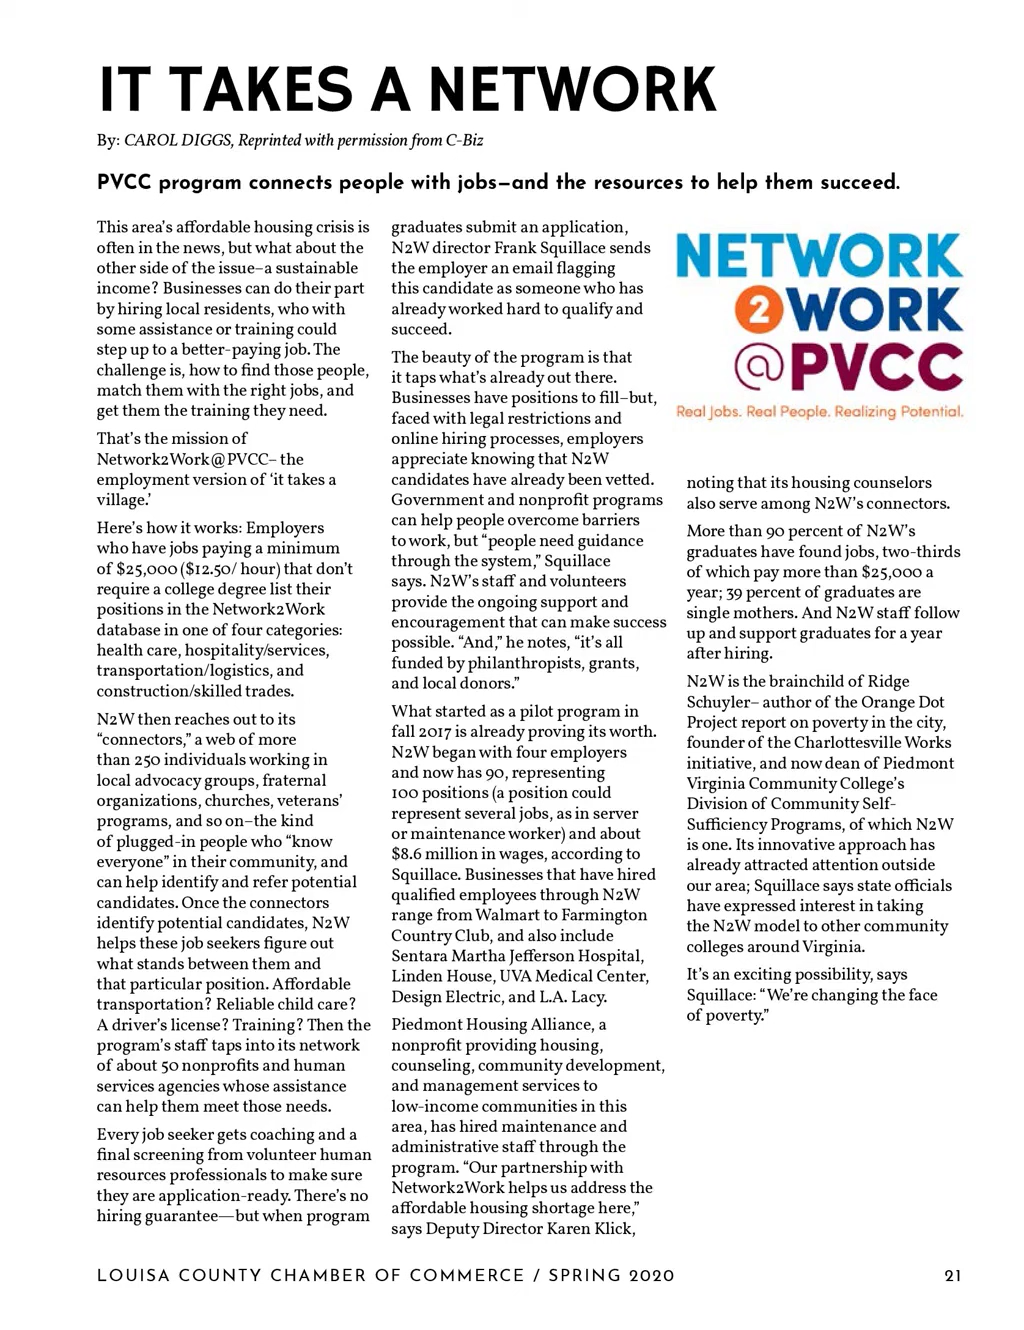 IT TAKES A NETWORK
By: CAROL DIGGS, Reprinted with permission from C-Biz
PVCC program connects people with jobs—and the resources to help them succeed.
This area's affordable housing crisis is
often in the news, but what about the
other side of the issue–a sustainable
income? Businesses can do their part
by hiring local residents, who with
some assistance or training could
step up to a better-paying job. The
challenge is, how to find those people,
match them with the right jobs, and
get them the training they need.
That's the mission of
Network2Work@PVCC– the
employment version of 'it takes a
village.'
Here's how it works: Employers
who have jobs paying a minimum
of $25,000 ($12.50/ hour) that don't
require a college degree list their
positions in the Network2Work
database in one of four categories:
health care, hospitality/services,
transportation/logistics, and
construction/skilled trades.
N2W then reaches out to its
“connectors,” a web of more
than 250 individuals working in
local advocacy groups, fraternal
organizations, churches, veterans'
programs, and so on–the kind
of plugged-in people who “know
everyone” in their community, and
can help identify and refer potential
candidates. Once the connectors
identify potential candidates, N2W
helps these job seekers figure out
what stands between them and
that particular position. Affordable
transportation? Reliable child care?
A driver's license? Training? Then the
program's staff taps into its network
of about 50 nonprofits and human
services agencies whose assistance
can help them meet those needs.
Every job seeker gets coaching and a
final screening from volunteer human
resources professionals to make sure
they are application-ready. There's no
hiring guarantee—but when program
graduates submit an application,
N2W director Frank Squillace sends
the employer an email flagging
this candidate as someone who has
already worked hard to qualify and
succeed.
The beauty of the program is that
it taps what's already out there.
Businesses have positions to fill–but,
faced with legal restrictions and
online hiring processes, employers
appreciate knowing that N2W
candidates have already been vetted.
Government and nonprofit programs
can help people overcome barriers
to work, but “people need guidance
through the system,” Squillace
says. N2W's staff and volunteers
provide the ongoing support and
encouragement that can make success
possible. “And,” he notes, “it's all
funded by philanthropists, grants,
and local donors.”
What started as a pilot program in
fall 2017 is already proving its worth.
N2W began with four employers
and now has 90, representing
100 positions (a position could
represent several jobs, as in server
or maintenance worker) and about
$8.6 million in wages, according to
Squillace. Businesses that have hired
qualified employees through N2W
range from Walmart to Farmington
Country Club, and also include
Sentara Martha Jefferson Hospital,
Linden House, UVA Medical Center,
Design Electric, and L.A. Lacy.
Piedmont Housing Alliance, a
nonprofit providing housing,
counseling, community development,
and management services to
low-income communities in this
area, has hired maintenance and
administrative staff through the
program. “Our partnership with
Network2Work helps us address the
affordable housing shortage here,”
says Deputy Director Karen Klick,
NETWORK
2 WORK
@PVCC
Real Jobs. Real People. Realizing Potential.
noting that its housing counselors
also serve among N2W's connectors.
More than 90 percent of N2W's
graduates have found jobs, two-thirds
of which pay more than $25,000 a
year; 39 percent of graduates are
single mothers. And N2W staff follow
up and support graduates for a year
after hiring.
N2W is the brainchild of Ridge
Schuyler– author of the Orange Dot
Project report on poverty in the city,
founder of the Charlottesville Works
initiative, and now dean of Piedmont
Virginia Community College's
Division of Community Self-
Sufficiency Programs, of which N2W
is one. Its innovative approach has
already attracted attention outside
our area; Squillace says state officials
have expressed interest in taking
the N2W model to other community
colleges around Virginia.
It's an exciting possibility, says
Squillace: “We're changing the face
of poverty.”
LOUISA COUNTY CHAMBER OF COMMERCE / SPRING 2020
21